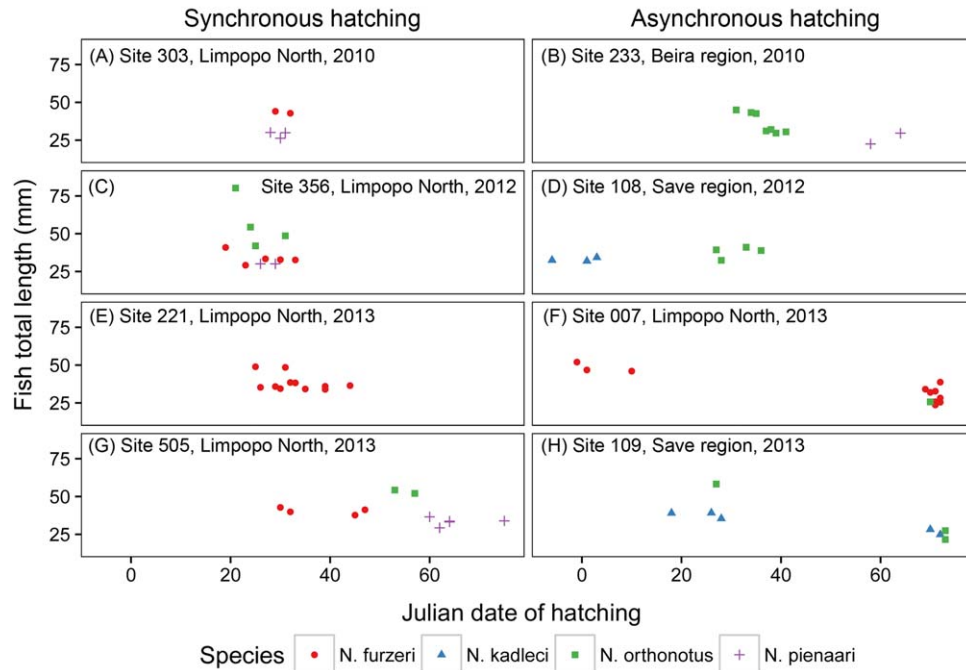 Synchronous hatching
Asynchronous hatching
(A) Site 303, Limpopo North, 2010
(B) Site 233, Beira region, 2010
(C) Site 356, Limpopo North, 2012
(D) Site 108, Save region, 2012
(E) Site 221, Limpopo North, 2013
(F) Site 007, Limpopo North, 2013
(G) Site 505, Limpopo North, 2013
(H) Site 109, Save region, 2013
Fish total length (mm)
75
50
25
75
50
25
75
50
25
75
50
25
0 20 40 60
0 20 40 60
Julian date of hatching
Species N. furzeri N. kadleci N. orthonotus N. pienaari